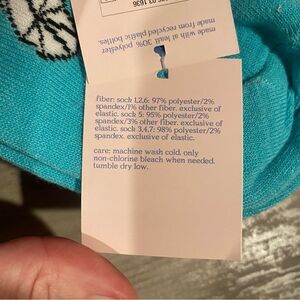 03 1636
made with at least 30% polyester
made from recycled plastic bottles.
fiber: sock 1,2,6: 97% polyester/2%
spandex/1% other fiber. exclusive of
elastic. sock 5: 95% polyester/2%
spandex/3% other fiber. exclusive of
elastic. sock 3,4,7: 98% polyester/2%
spandex. exclusive of elastic.
care: machine wash cold. only
non-chlorine bleach when needed.
tumble dry low.